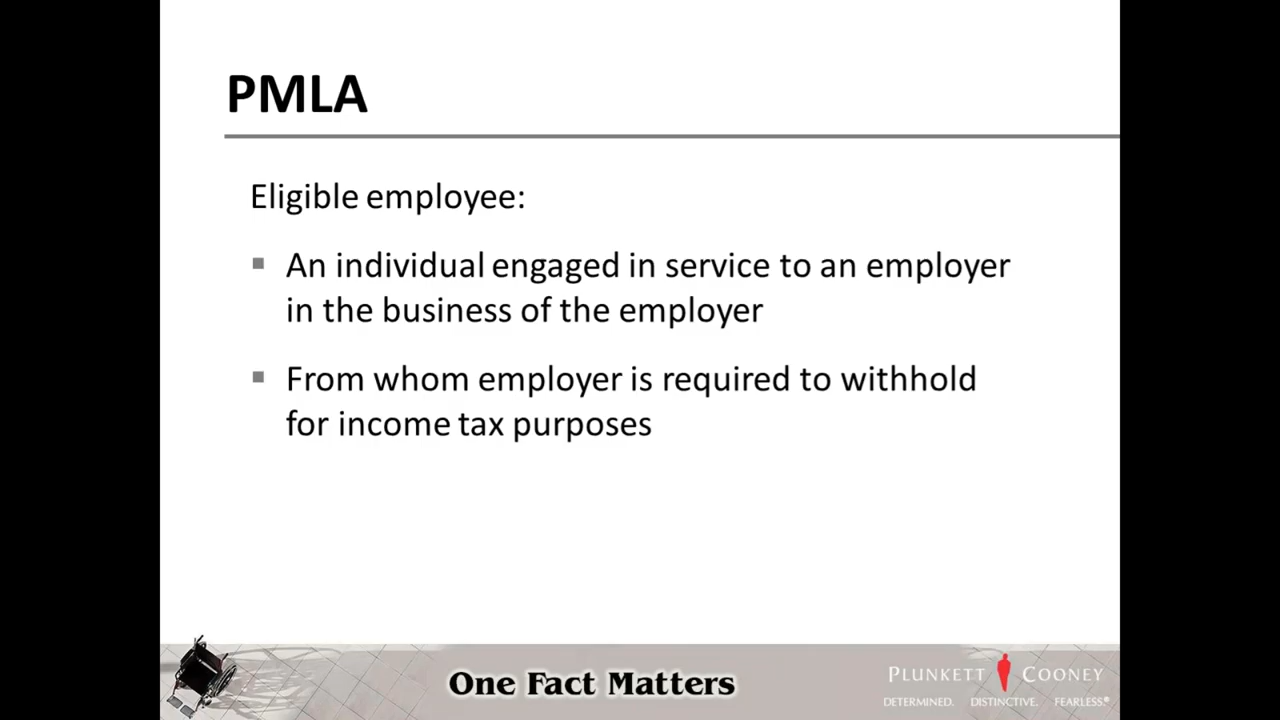 PMLA
Eligible employee:
An individual engaged in service to an employer
in the business of the employer
From whom employer is required to withhold
for income tax purposes
One Fact Matters
PLUNKETT COONEY
DETERMINED. DISTINCTIVE. FEARLESS.®